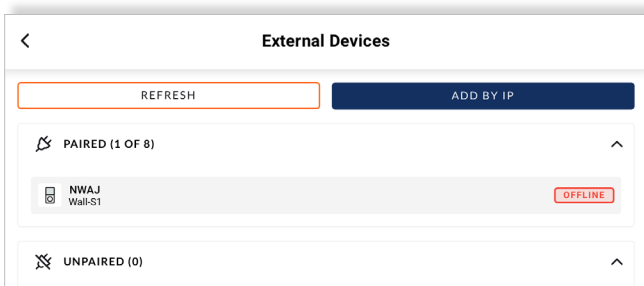 External Devices
REFRESH
ADD BY IP
PAIRED (1 OF 8)
NWAJ
Wall-S1
OFFLINE
UNPAIRED (0)